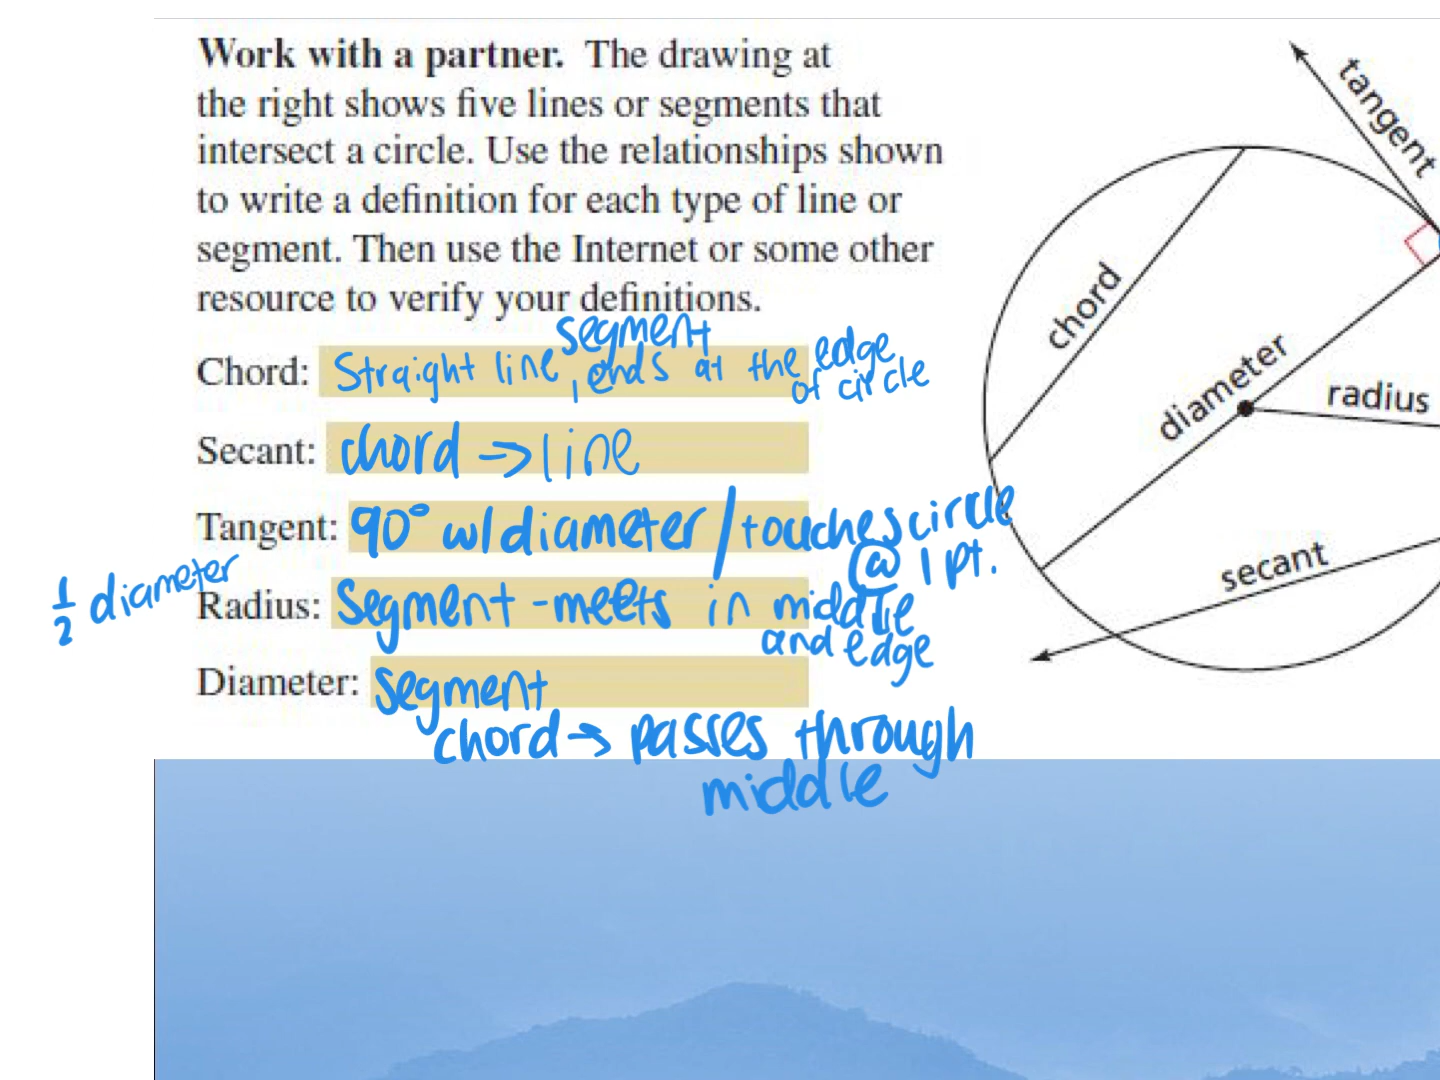 Work with a partner. The drawing at
the right shows five lines or segments that
intersect a circle. Use the relationships shown
to write a definition for each type of line or
segment. Then use the Internet or some other
resource to verify your definitions.
segment
Chord: Straight line, ends at the edge
of circle
Secant: chord → line
Tangent: 90° w/diameter / touches circle
@ 1 pt.
1/2 diameter
Radius: Segment - meets in middle
and edge
Diameter: segment
chord → passes through
middle
tangent
chord
diameter
radius
secant